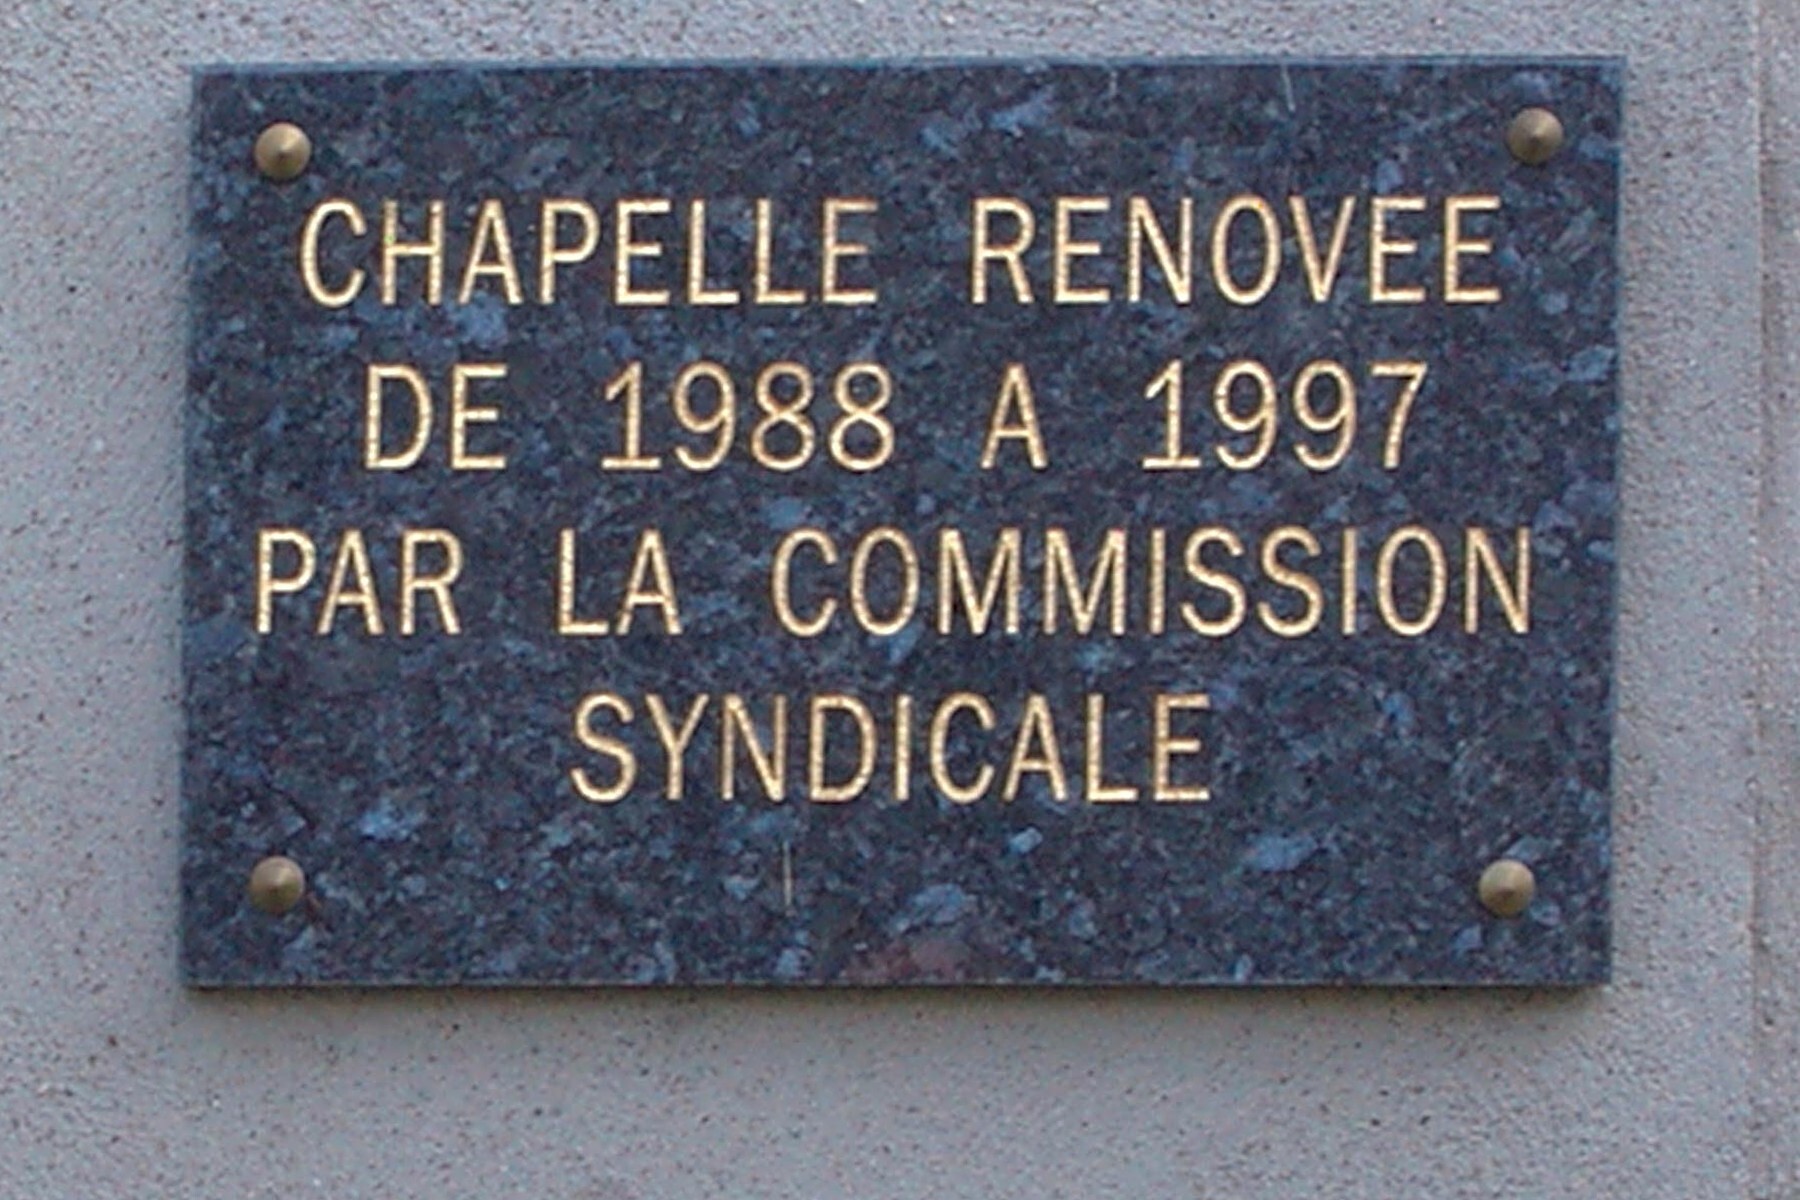 CHAPELLE RENOVEE
DE 1988 A 1997
PAR LA COMMISSION
SYNDICALE